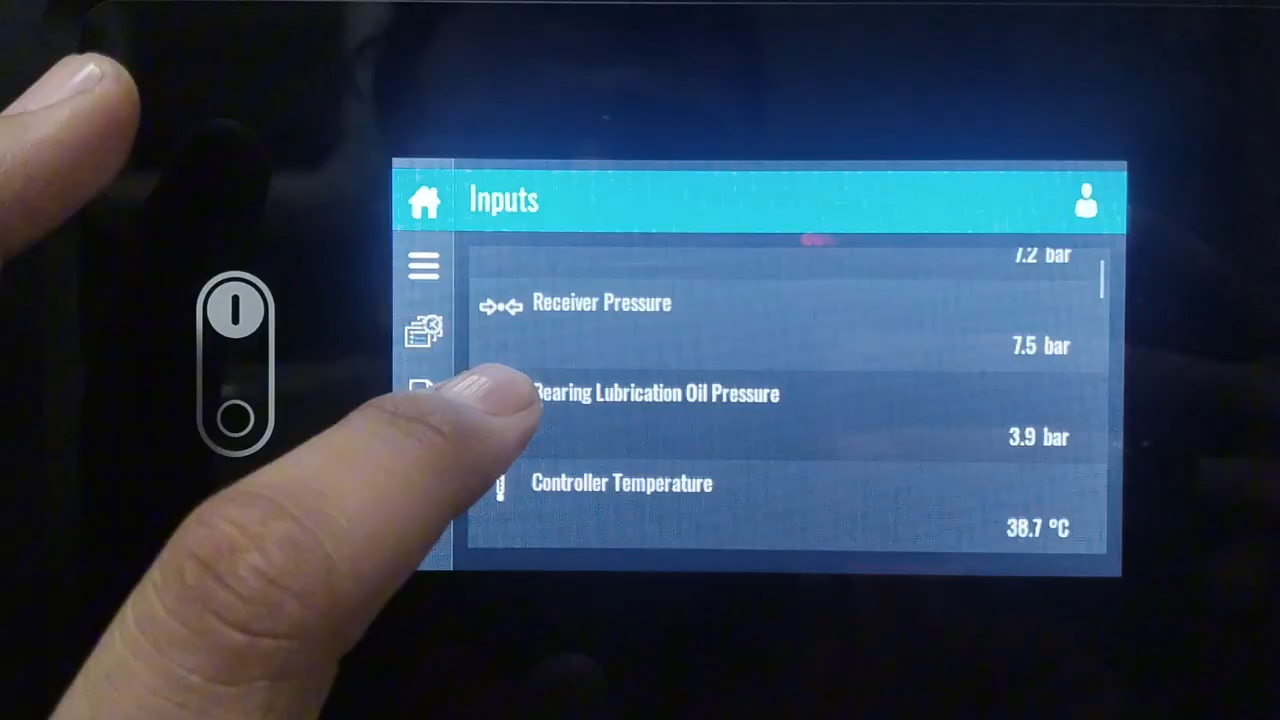 Inputs
7.2 bar
Receiver Pressure
7.5 bar
Bearing Lubrication Oil Pressure
3.9 bar
Controller Temperature
38.7 °C